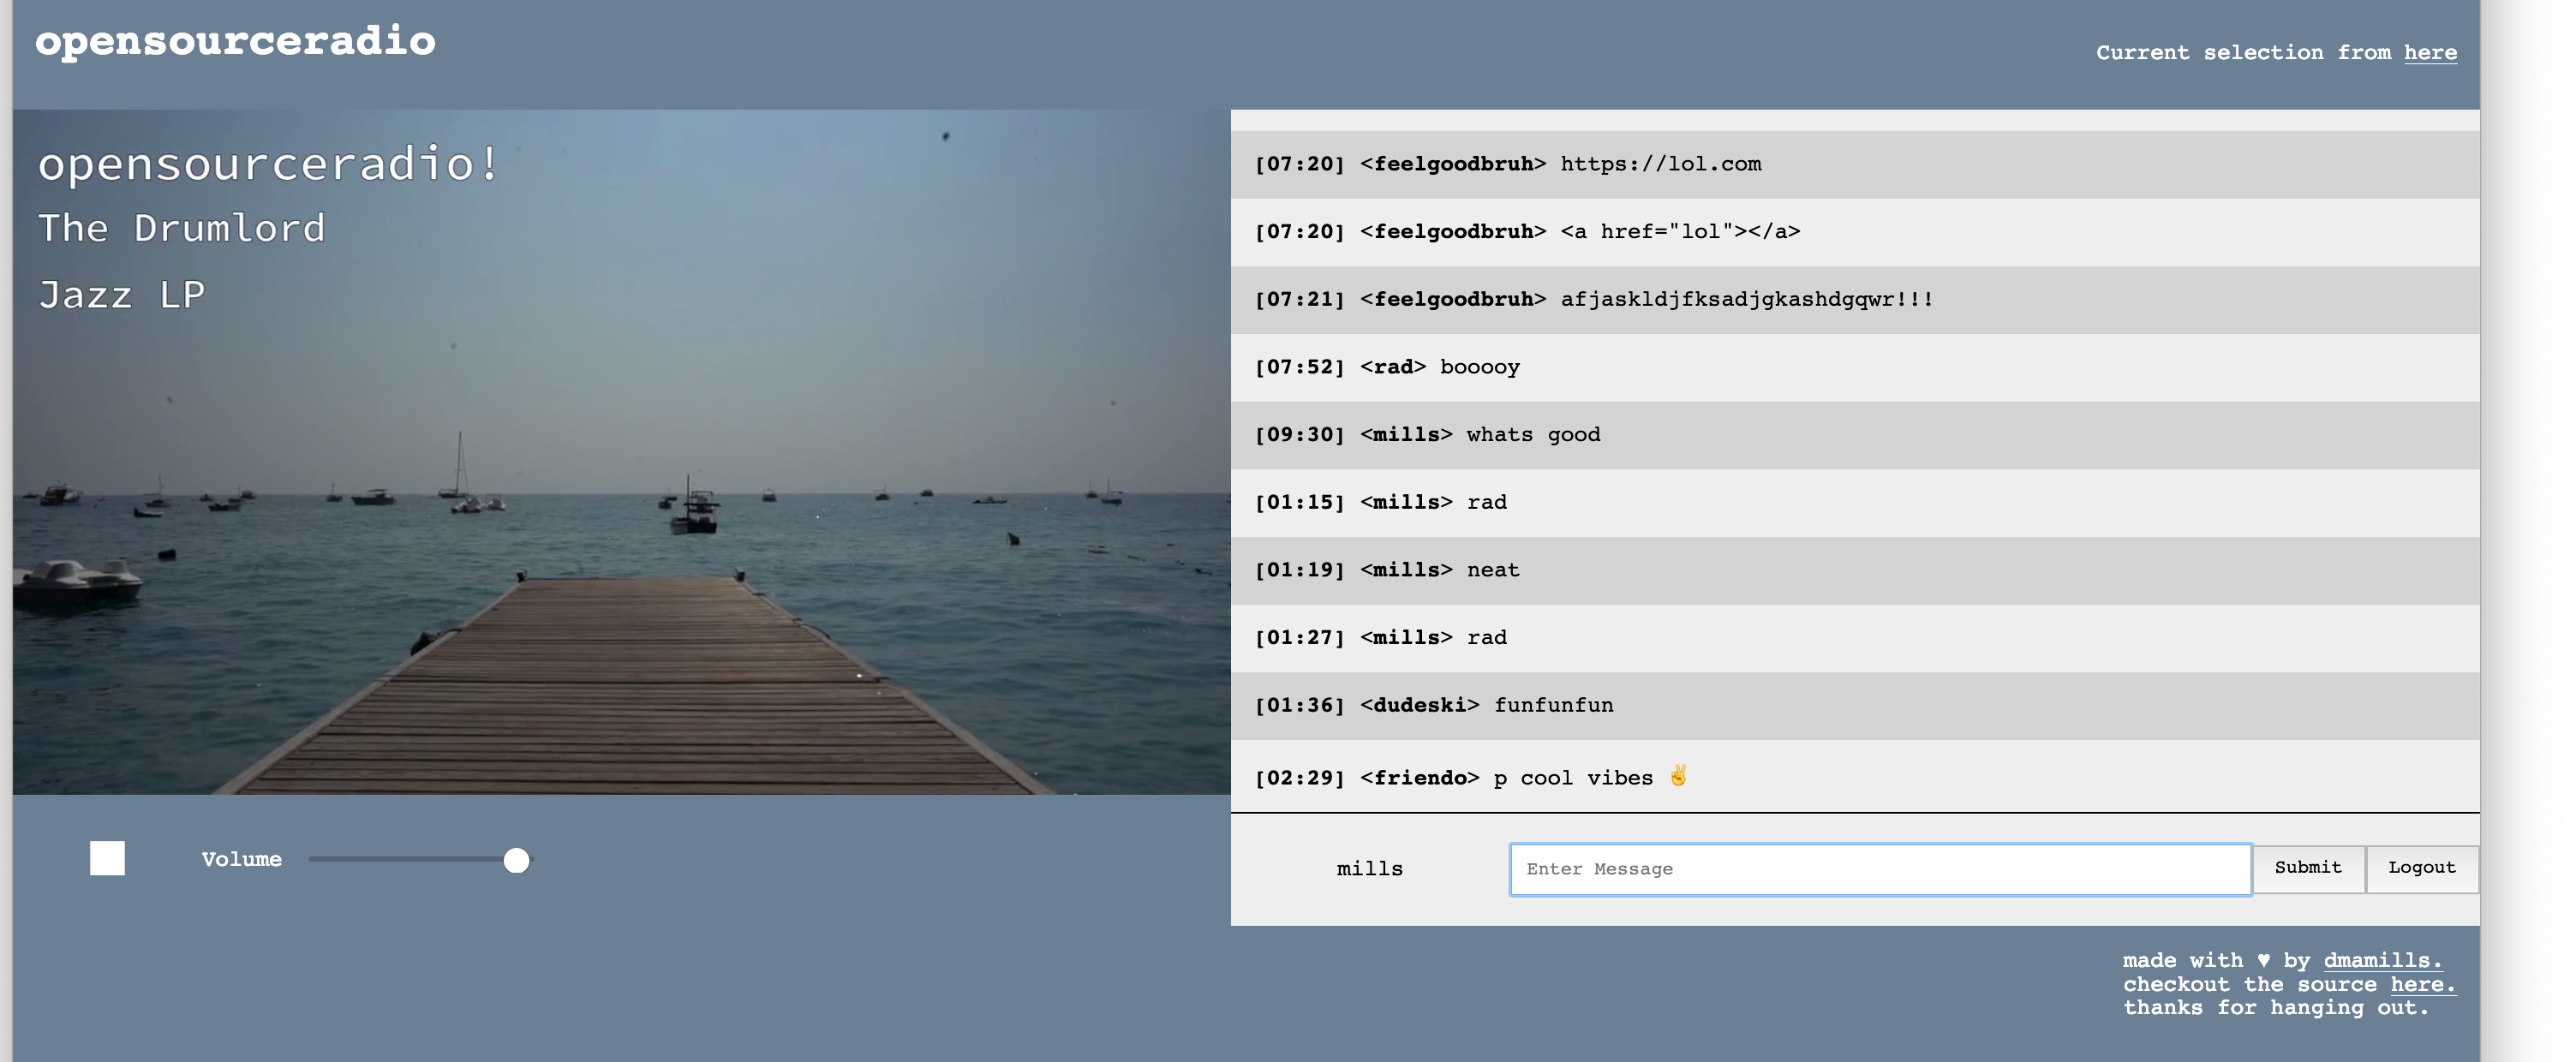 opensourceradio
Current selection from here
opensourceradio!
The Drumlord
Jazz LP
[07:20] <feelgoodbruh> https://lol.com
[07:20] <feelgoodbruh> <a href="lol"></a>
[07:21] <feelgoodbruh> afjaskldjfksadjgkashdgqwr!!!
[07:52] <rad> booooy
[09:30] <mills> whats good
[01:15] <mills> rad
[01:19] <mills> neat
[01:27] <mills> rad
[01:36] <dudeski> funfunfun
[02:29] <friendo> p cool vibes ✌️
Volume
mills
Enter Message
Submit
Logout
made with ♥ by dmamills.
checkout the source here.
thanks for hanging out.